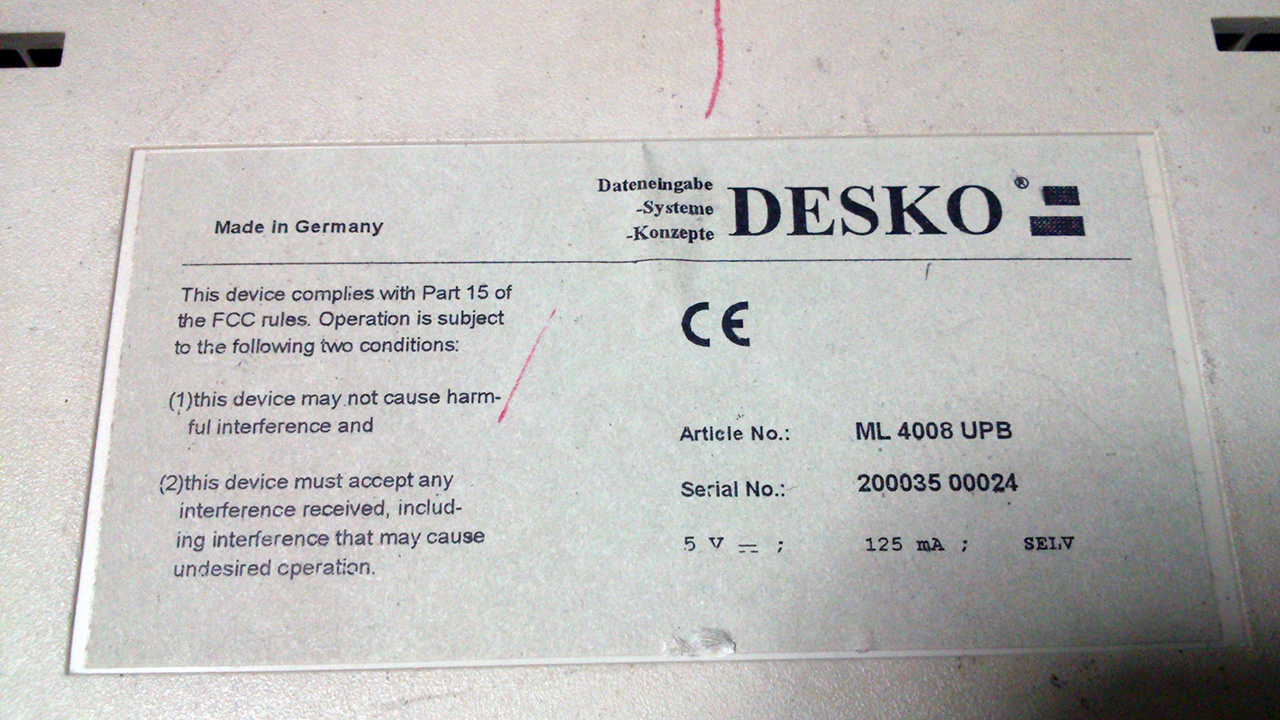 Made in Germany
Dateneingabe
-Systeme
-Konzepte
DESKO®
This device complies with Part 15 of
the FCC rules. Operation is subject
to the following two conditions:
(1)this device may not cause harm-
ful interference and
(2)this device must accept any
interference received, includ-
ing interference that may cause
undesired operation.
CE
Article No.: ML 4008 UPB
Serial No.: 200035 00024
5 V ⎓ ; 125 mA ; SELV